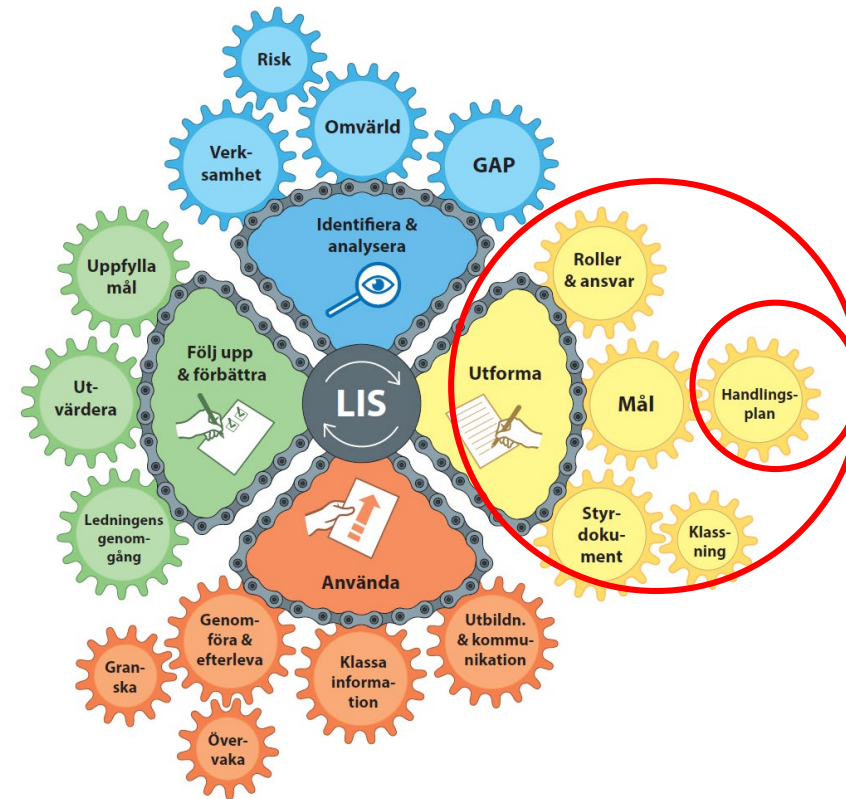 Risk
Omvärld
Verk-
samhet
GAP
Identifiera &
analysera
Roller
& ansvar
Uppfylla
mål
Följ upp
& förbättra
LIS
Utforma
Mål
Handlings-
plan
Ut-
värdera
Ledningens
genom-
gång
Styr-
doku-
ment
Klass-
ning
Använda
Genom-
föra &
efterleva
Utbildn.
& kommu-
nikation
Klassa
informa-
tion
Gran-
ska
Över-
vaka